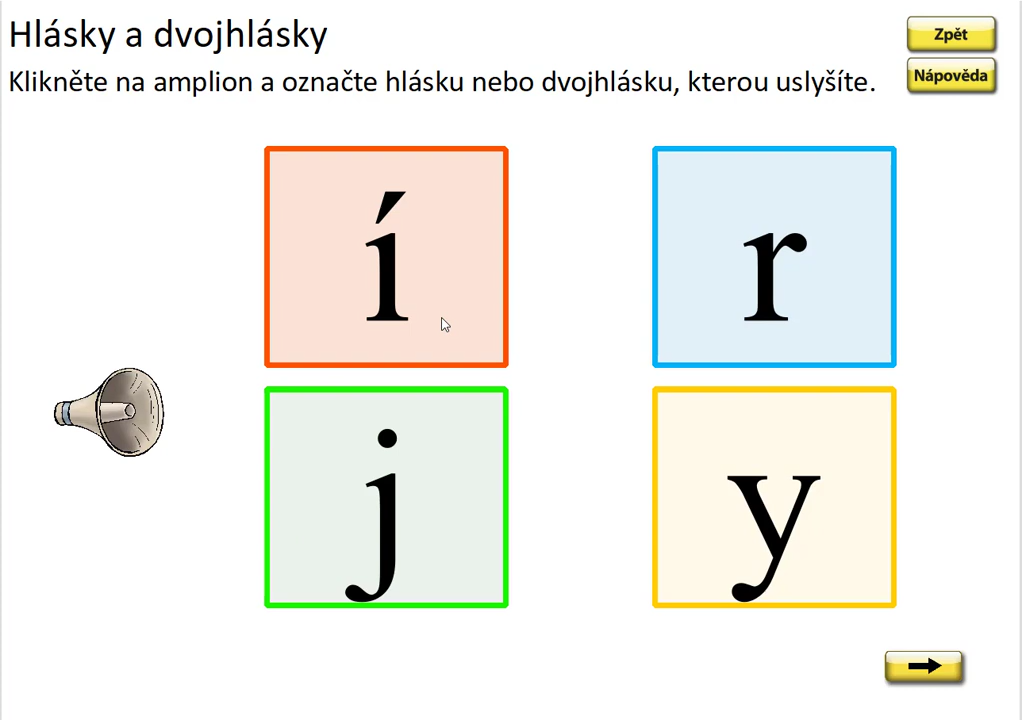 Hlásky a dvojhlásky
Zpět
Klikněte na amplion a označte hlásku nebo dvojhlásku, kterou uslyšíte.
Nápověda
í
r
j
y